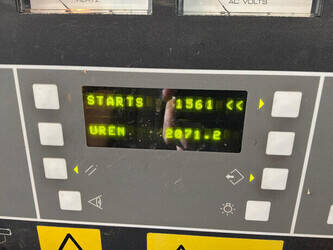 AC VOLTS
STARTS 1561 <<
UREN 2071.2